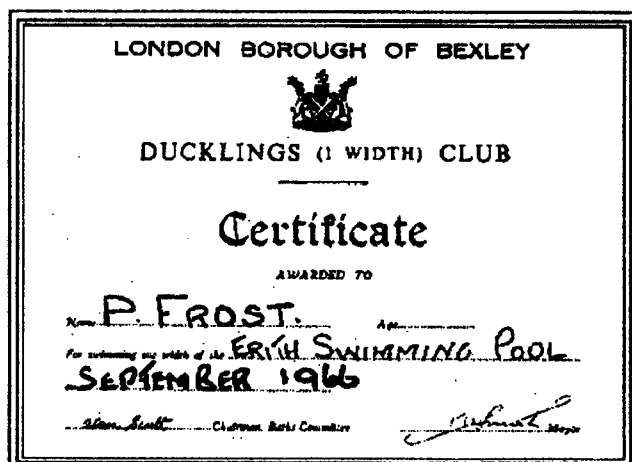 LONDON BOROUGH OF BEXLEY
DUCKLINGS (1 WIDTH) CLUB
Certificate
AWARDED TO
Name P. FROST. Age
For swimming one width of the ERITH SWIMMING POOL
SEPTEMBER 1966
Chairman Baths Committee Mayor